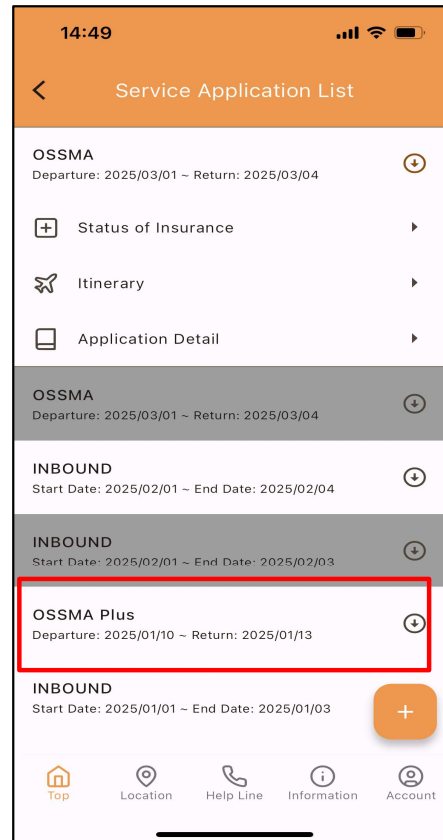 14:49
Service Application List
OSSMA
Departure: 2025/03/01 ~ Return: 2025/03/04
Status of Insurance
Itinerary
Application Detail
OSSMA
Departure: 2025/03/01 ~ Return: 2025/03/04
INBOUND
Start Date: 2025/02/01 ~ End Date: 2025/02/04
INBOUND
Start Date: 2025/02/01 ~ End Date: 2025/02/03
OSSMA Plus
Departure: 2025/01/10 ~ Return: 2025/01/13
INBOUND
Start Date: 2025/01/01 ~ End Date: 2025/01/03
+
Top Location Help Line Information Account